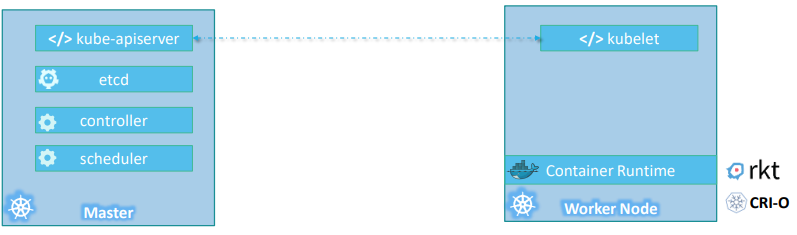 </> kube-apiserver
etcd
controller
scheduler
Master
</> kubelet
Container Runtime
Worker Node
rkt
CRI-O